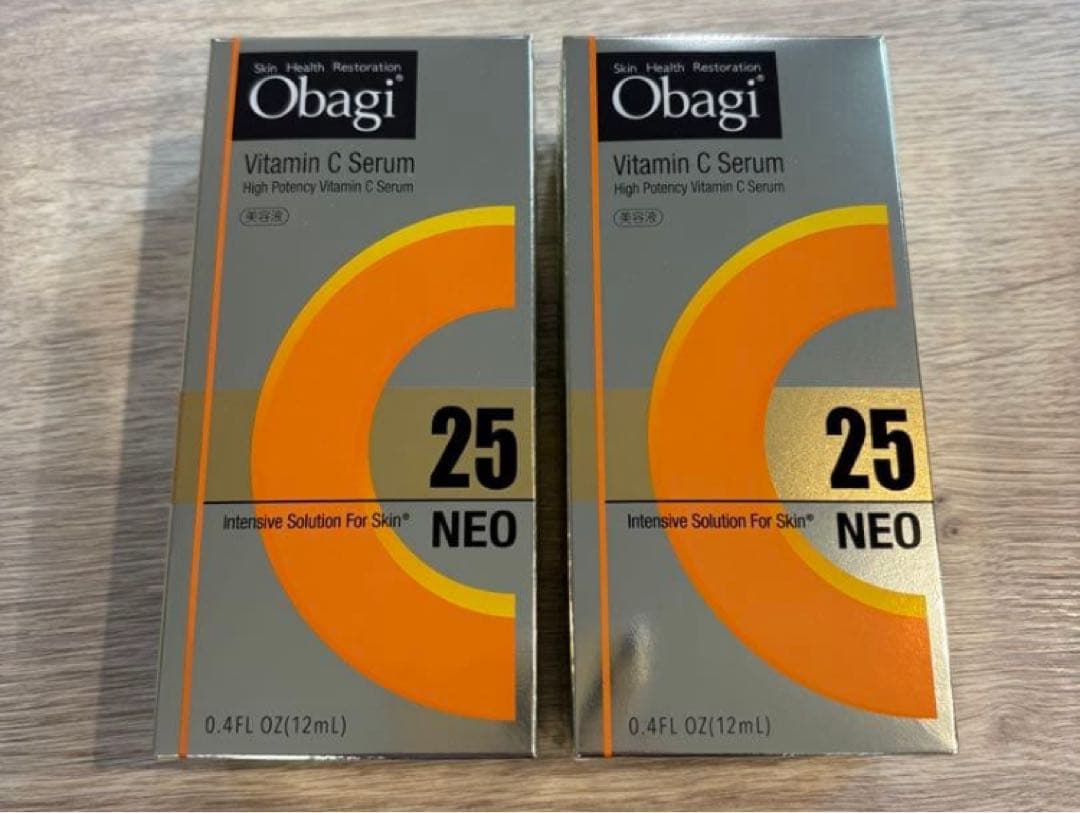 Skin Health Restoration
Obagi®
Vitamin C Serum
High Potency Vitamin C Serum
美容液
25
Intensive Solution For Skin®
NEO
0.4FL OZ(12mL)
Skin Health Restoration
Obagi®
Vitamin C Serum
High Potency Vitamin C Serum
美容液
25
Intensive Solution For Skin®
NEO
0.4FL OZ(12mL)